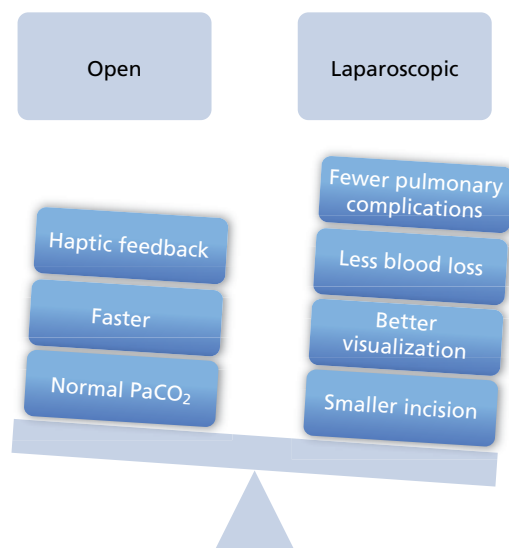 Open
Laparoscopic
Haptic feedback
Faster
Normal PaCO₂
Fewer pulmonary
complications
Less blood loss
Better
visualization
Smaller incision